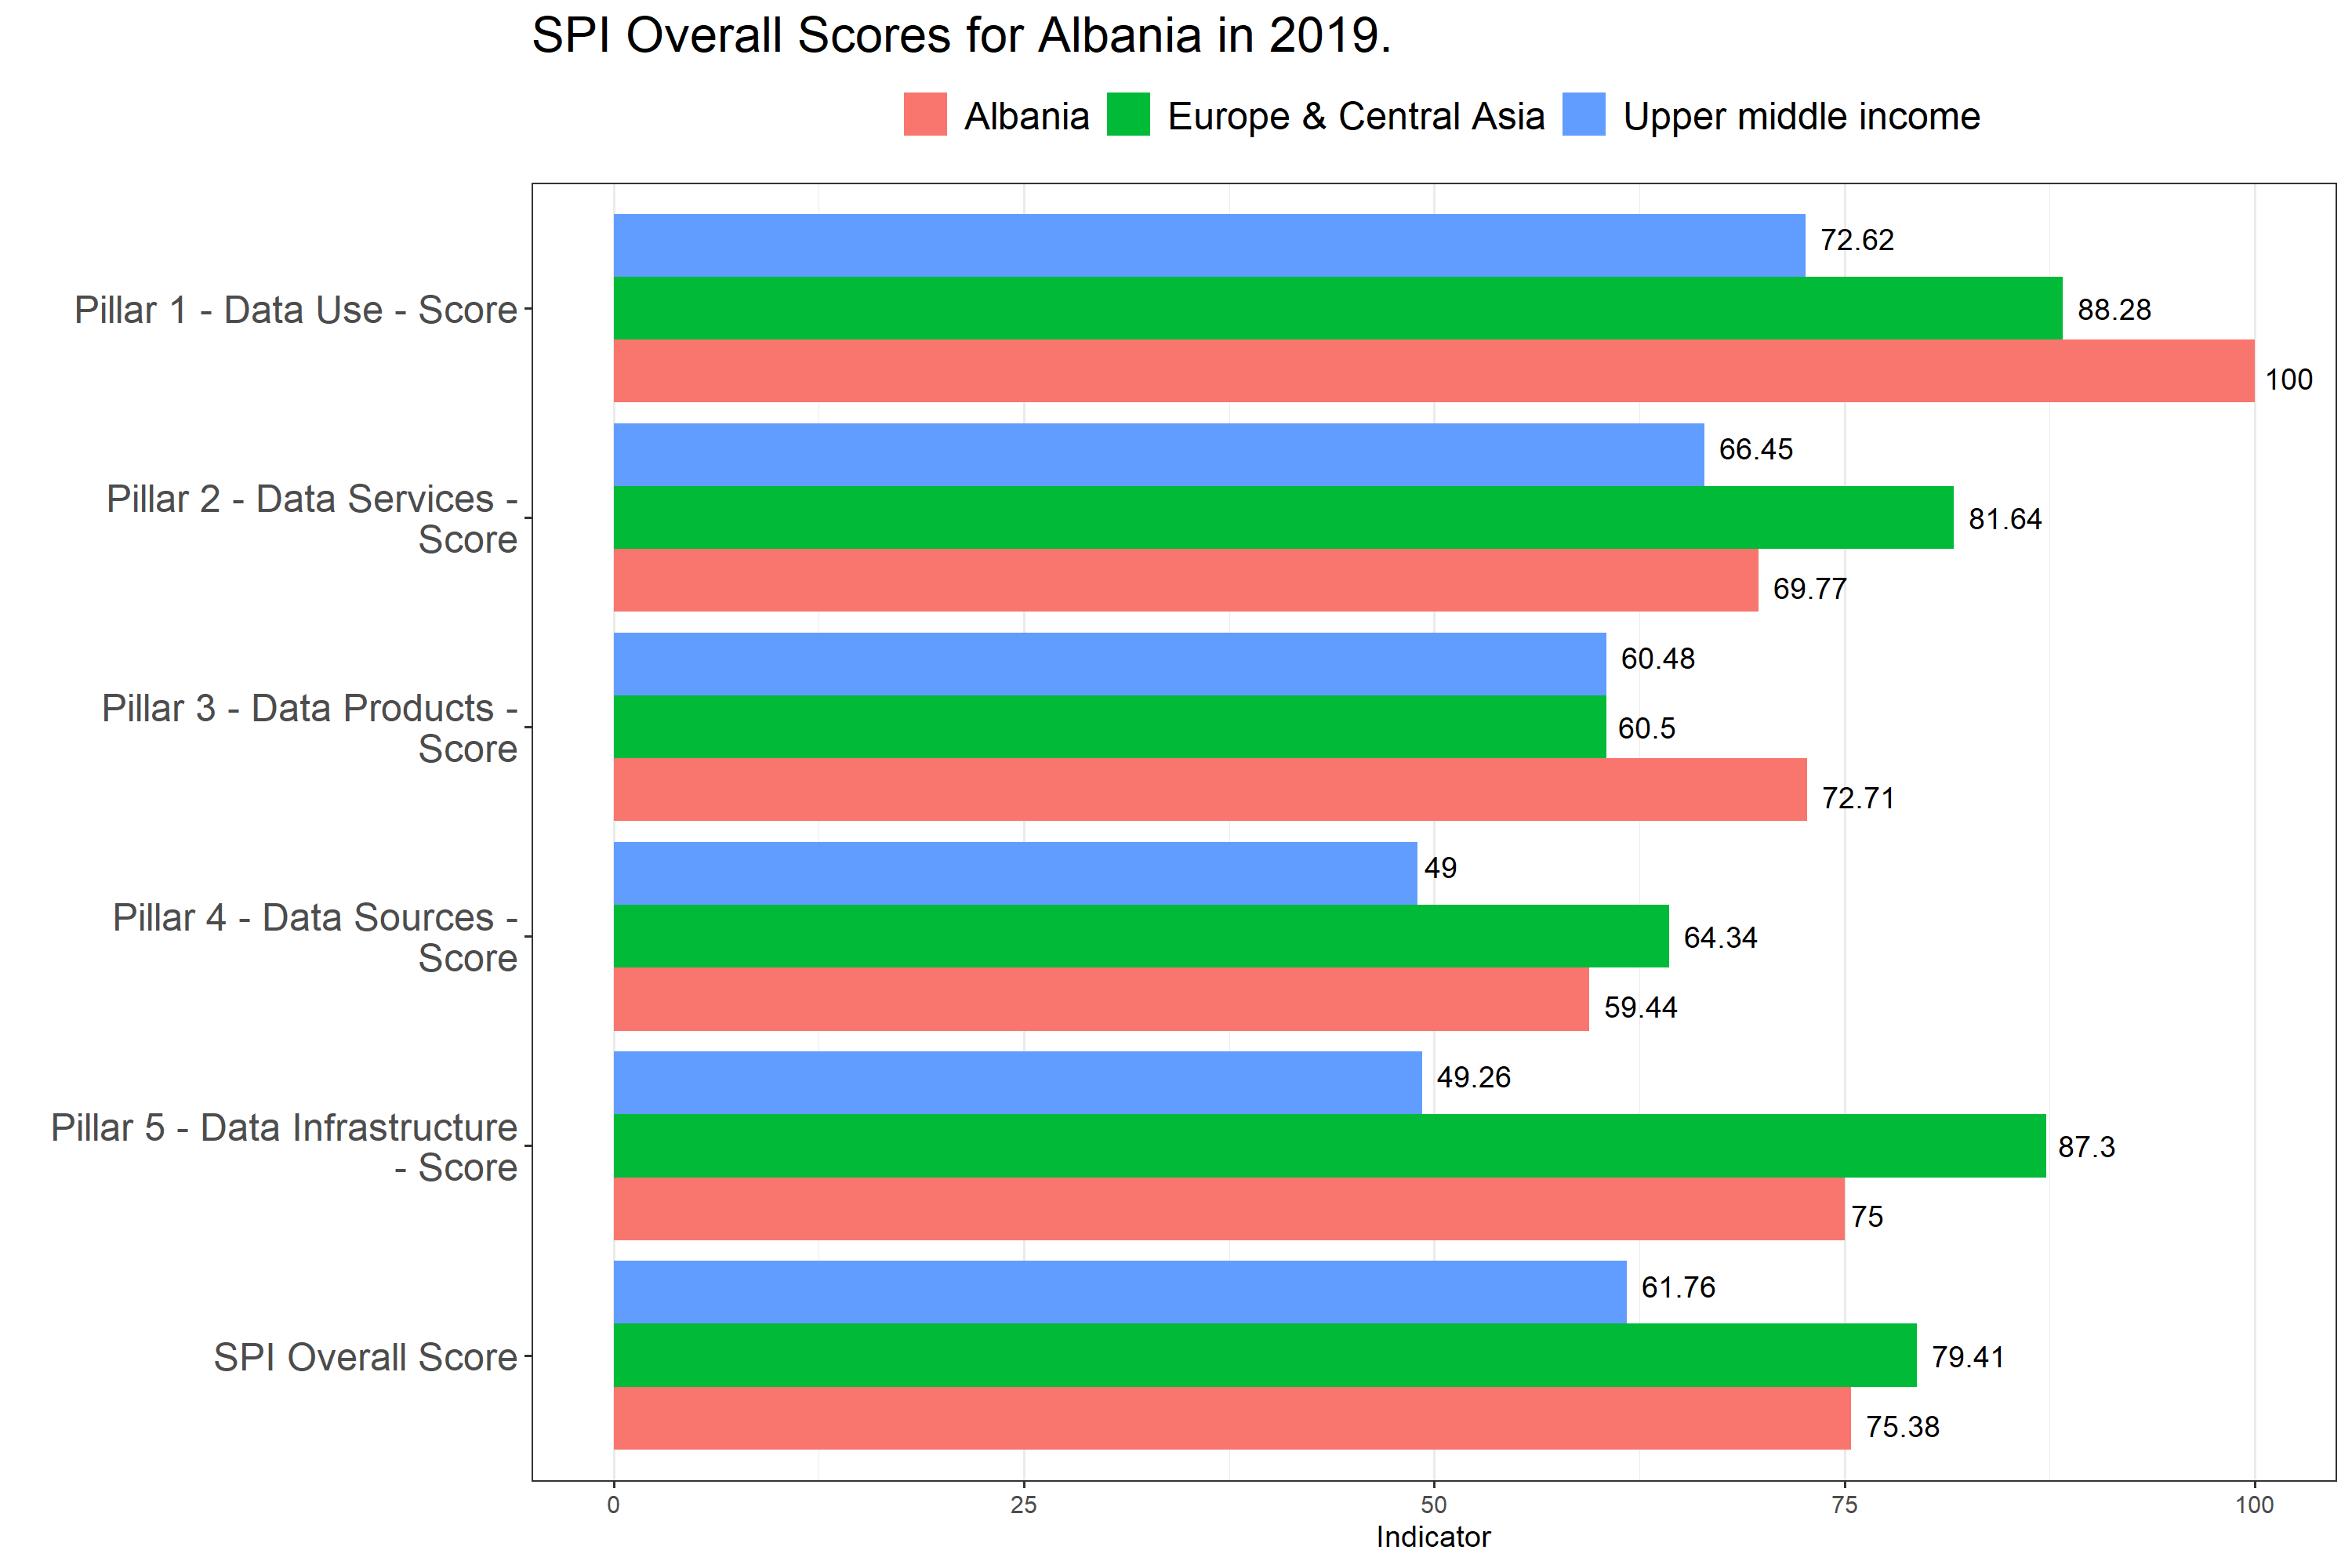 SPI Overall Scores for Albania in 2019.
Albania Europe & Central Asia Upper middle income
Pillar 1 - Data Use - Score
72.62
88.28
100
Pillar 2 - Data Services -
Score
66.45
81.64
69.77
Pillar 3 - Data Products -
Score
60.48
60.5
72.71
Pillar 4 - Data Sources -
Score
49
64.34
59.44
Pillar 5 - Data Infrastructure
- Score
49.26
87.3
75
SPI Overall Score
61.76
79.41
75.38
0 25 50 75 100
Indicator